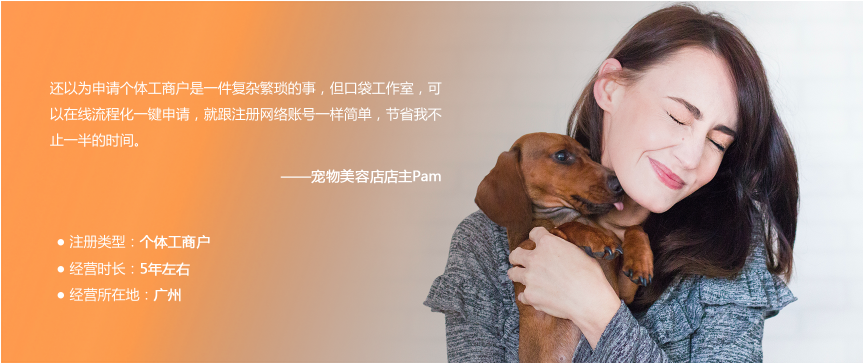 还以为申请个体工商户是一件复杂繁琐的事，但口袋工作室，可
以在线流程化一键申请，就跟注册网络账号一样简单，节省我不
止一半的时间。
——宠物美容店店主Pam
● 注册类型：个体工商户
● 经营时长：5年左右
● 经营所在地：广州